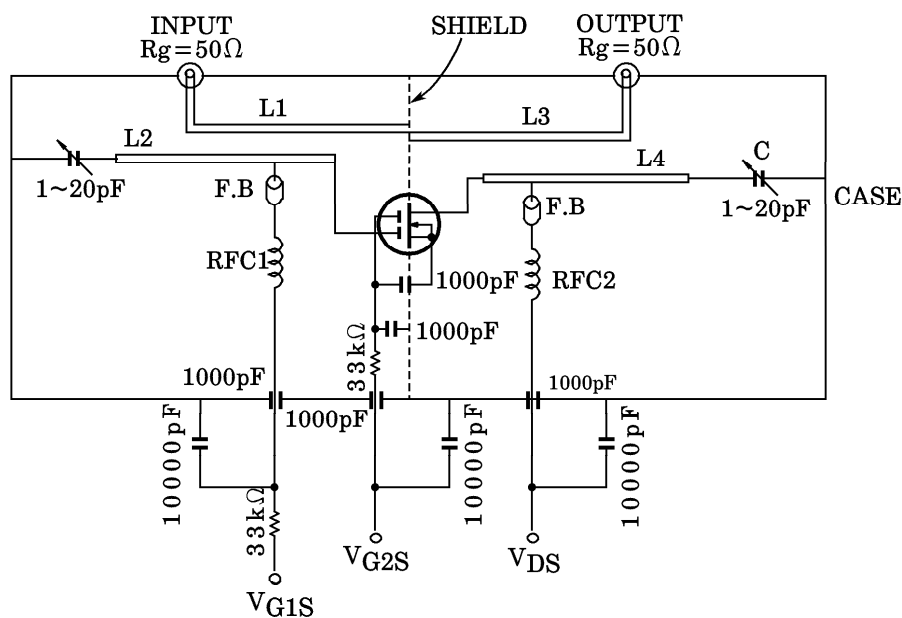 INPUT
Rg=50Ω
SHIELD
OUTPUT
Rg=50Ω
L1
L3
L2
L4
C
1~20pF
F.B
F.B
1~20pF
CASE
RFC1
1000pF
RFC2
1000pF
33kΩ
1000pF
1000pF
1000pF
10000pF
10000pF
10000pF
33kΩ
VG2S
VDS
VG1S